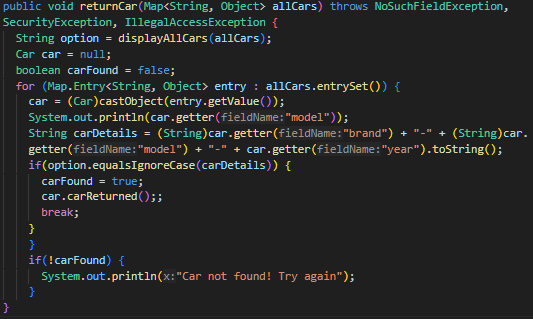 public void returnCar(Map<String, Object> allCars) throws NoSuchFieldException,
SecurityException, IllegalAccessException {
String option = displayAllCars(allCars);
Car car = null;
boolean carFound = false;
for (Map.Entry<String, Object> entry : allCars.entrySet()) {
car = (Car)castObject(entry.getValue());
System.out.println(car.getter(fieldName:"model"));
String carDetails = (String)car.getter(fieldName:"brand") + "-" + (String)car.
getter(fieldName:"model") + "-" + car.getter(fieldName:"year").toString();
if(option.equalsIgnoreCase(carDetails)) {
carFound = true;
car.carReturned();;
break;
}
}
if(!carFound) {
System.out.println(x:"Car not found! Try again");
}
}